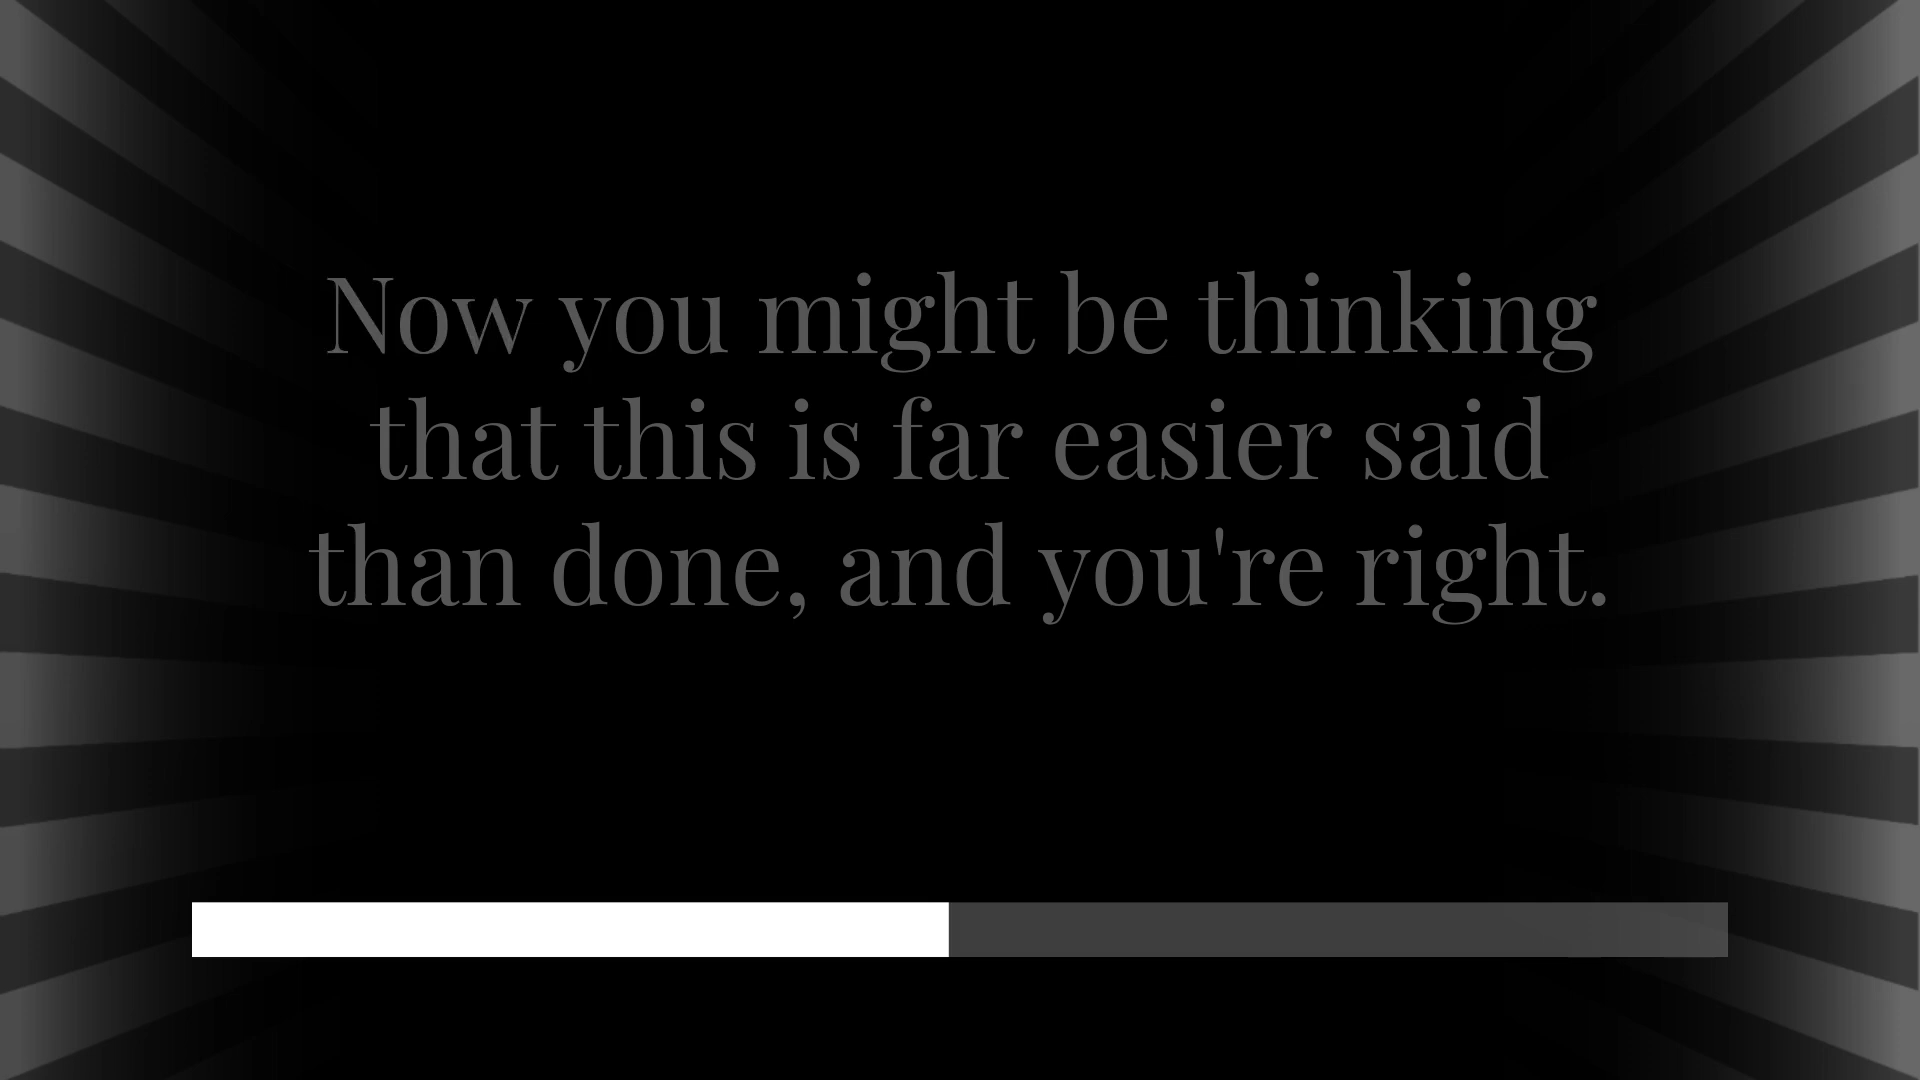 Now you might be thinking
that this is far easier said
than done, and you're right.